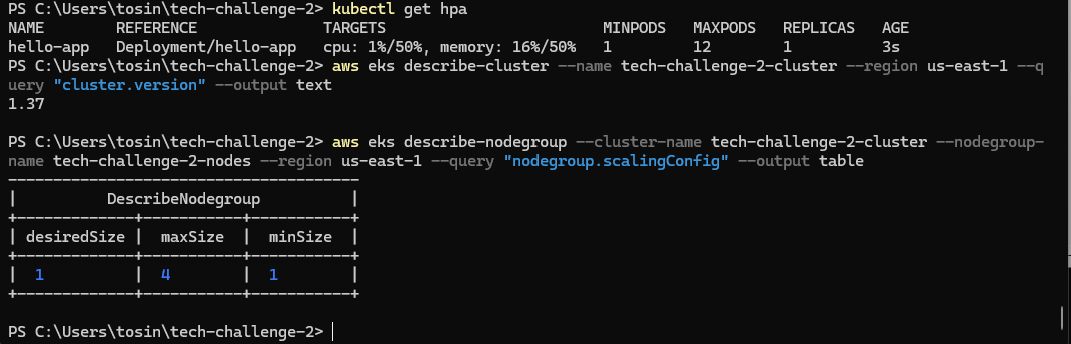 PS C:\Users\tosin\tech-challenge-2> kubectl get hpa
NAME REFERENCE TARGETS MINPODS MAXPODS REPLICAS AGE
hello-app Deployment/hello-app cpu: 1%/50%, memory: 16%/50% 1 12 1 3s
PS C:\Users\tosin\tech-challenge-2> aws eks describe-cluster --name tech-challenge-2-cluster --region us-east-1 --q
uery "cluster.version" --output text
1.37
PS C:\Users\tosin\tech-challenge-2> aws eks describe-nodegroup --cluster-name tech-challenge-2-cluster --nodegroup-
name tech-challenge-2-nodes --region us-east-1 --query "nodegroup.scalingConfig" --output table
---------------------------------------
| DescribeNodegroup |
+-------------+-----------+-----------+
| desiredSize | maxSize | minSize |
+-------------+-----------+-----------+
| 1 | 4 | 1 |
+-------------+-----------+-----------+
PS C:\Users\tosin\tech-challenge-2>